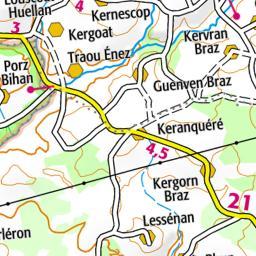 Huellan
4
Kernescop
3
Kergoat
Kervran
Braz
Traou Énez
Porz
Bihan
Guenven Braz
Keranquéré
4,5
Kergorn
Braz
21
Lessénan